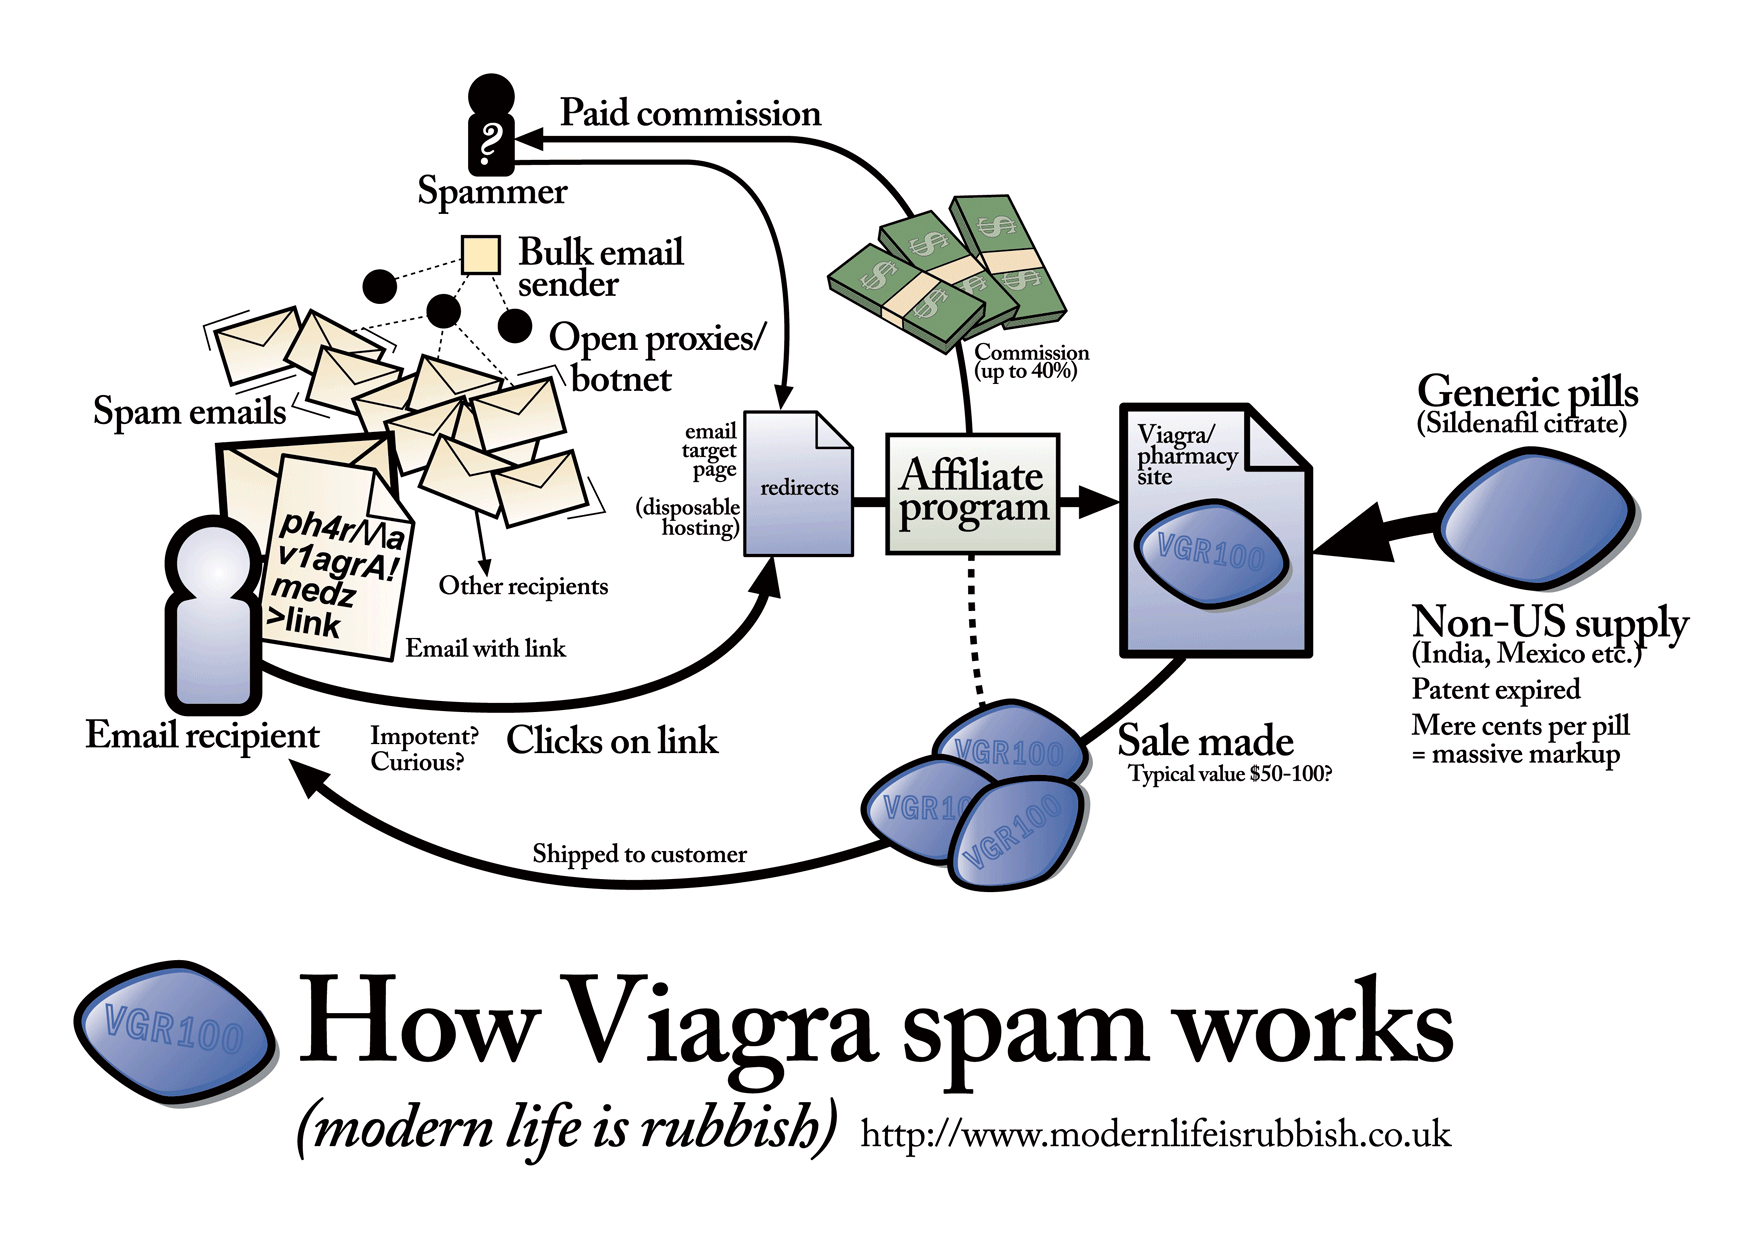 Paid commission
?
Spammer
Bulk email
sender
Open proxies/
botnet
Spam emails
Commission
(up to 40%)
email
target
page
(disposable
hosting)
redirects
Affiliate
program
Viagra/
pharmacy
site
VGR100
Generic pills
(Sildenafil citrate)
Non-US supply
(India, Mexico etc.)
Patent expired
Mere cents per pill
= massive markup
ph4r/\/\a
v1agrA!
medz
>link
Other recipients
Email with link
Email recipient
Impotent?
Curious?
Clicks on link
Sale made
Typical value $50-100?
VGR100
VGR10
VGR100
Shipped to customer
VGR100
How Viagra spam works
(modern life is rubbish) http://www.modernlifeisrubbish.co.uk